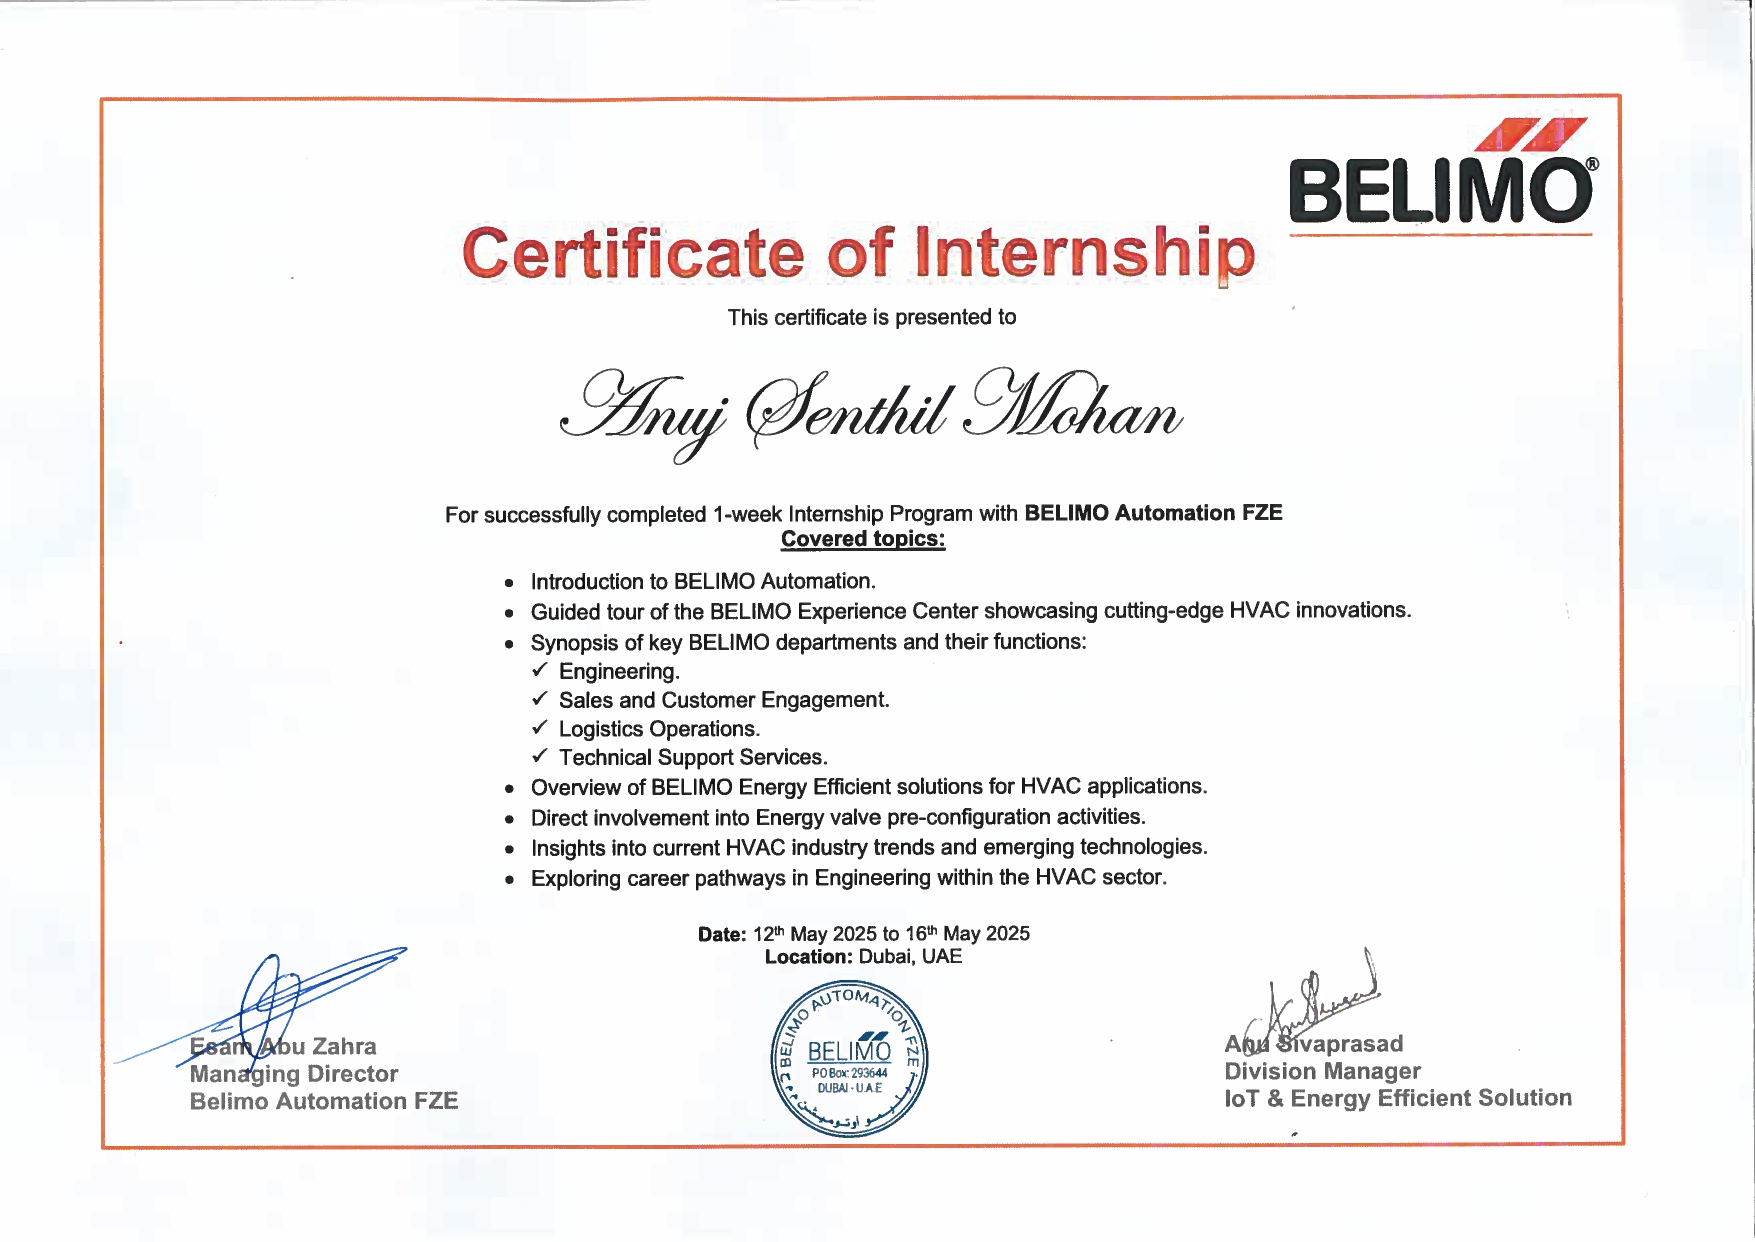 BELIMO®
Certificate of Internship
This certificate is presented to
Anuj Senthil Mohan
For successfully completed 1-week Internship Program with BELIMO Automation FZE
Covered topics:
• Introduction to BELIMO Automation.
• Guided tour of the BELIMO Experience Center showcasing cutting-edge HVAC innovations.
• Synopsis of key BELIMO departments and their functions:
✓ Engineering.
✓ Sales and Customer Engagement.
✓ Logistics Operations.
✓ Technical Support Services.
• Overview of BELIMO Energy Efficient solutions for HVAC applications.
• Direct involvement into Energy valve pre-configuration activities.
• Insights into current HVAC industry trends and emerging technologies.
• Exploring career pathways in Engineering within the HVAC sector.
Date: 12th May 2025 to 16th May 2025
Location: Dubai, UAE
Esam Abu Zahra
Managing Director
Belimo Automation FZE
BELIMO AUTOMATION FZE
BELIMO
PO Box: 293644
DUBAI - U.A.E
بيليمو أوتوميشن م.م.ح
Anu Sivaprasad
Division Manager
IoT & Energy Efficient Solution